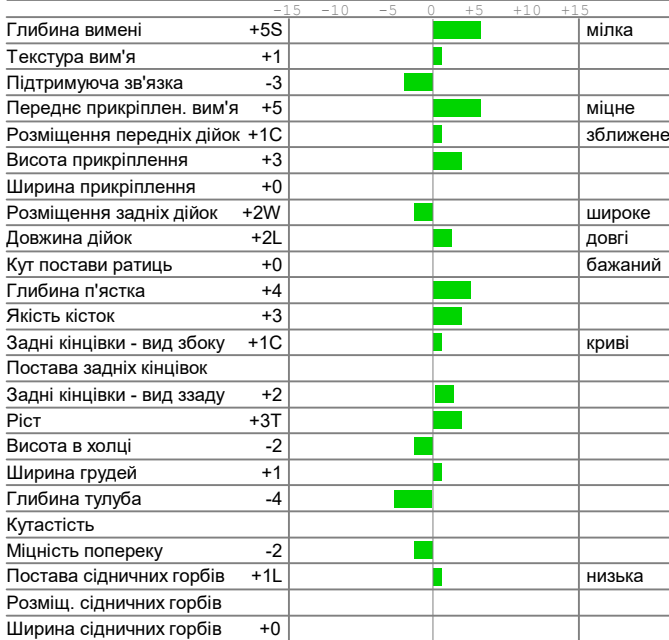 -15 -10 -5 0 +5 +10 +15
Глибина вимені +5S мілка
Текстура вим'я +1
Підтримуюча зв'язка -3
Переднє прикріплен. вим'я +5 міцне
Розміщення передніх дійок +1C зближене
Висота прикріплення +3
Ширина прикріплення +0
Розміщення задніх дійок +2W широке
Довжина дійок +2L довгі
Кут постави ратиць +0 бажаний
Глибина п'ястка +4
Якість кісток +3
Задні кінцівки - вид збоку +1C криві
Постава задніх кінцівок
Задні кінцівки - вид ззаду +2
Ріст +3T
Висота в холці -2
Ширина грудей +1
Глибина тулуба -4
Кутастість
Міцність попереку -2
Постава сідничних горбів +1L низька
Розміщ. сідничних горбів
Ширина сідничних горбів +0